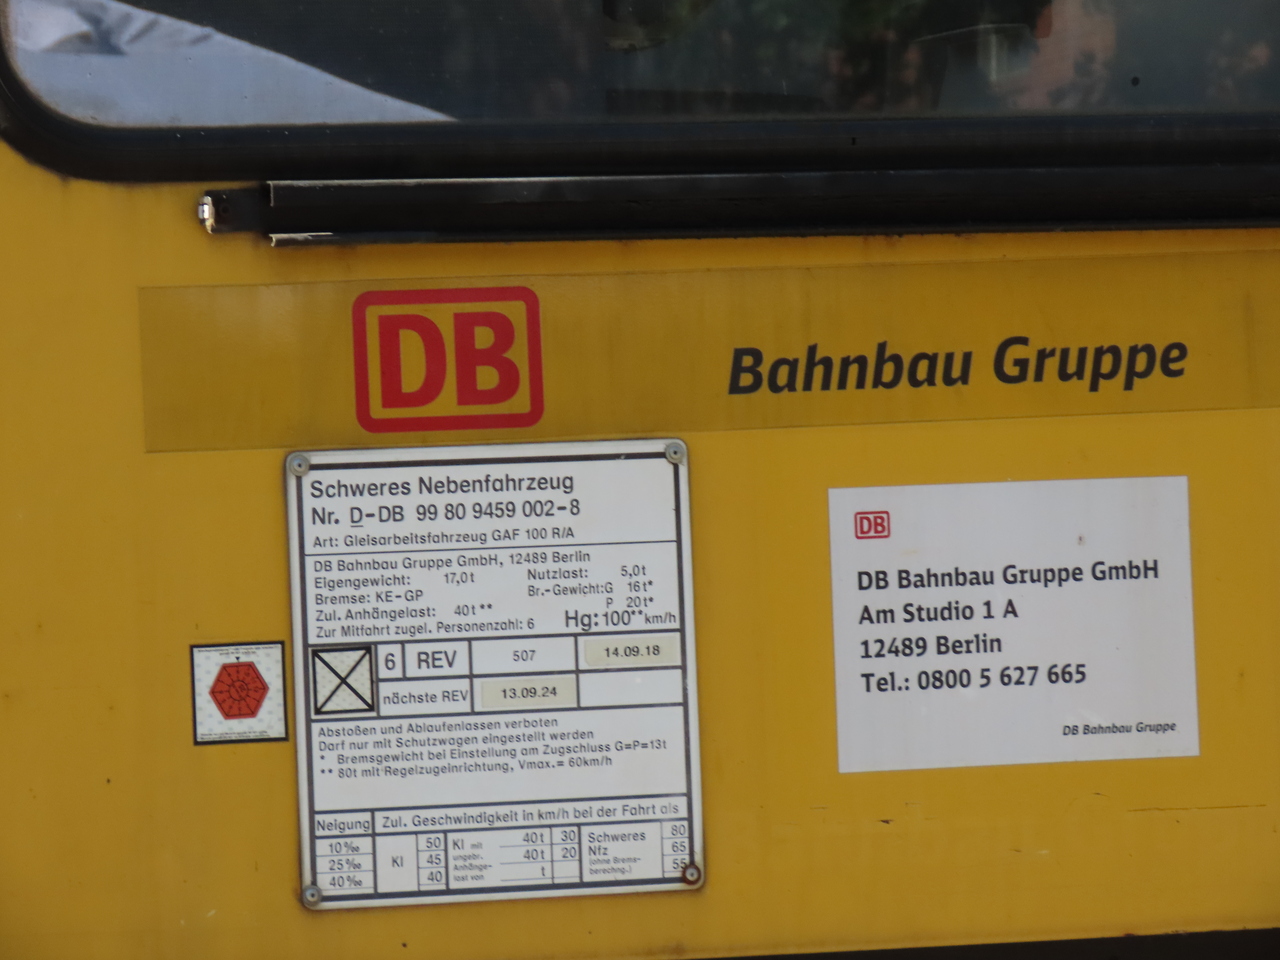 DB
Bahnbau Gruppe
Schweres Nebenfahrzeug
Nr. D-DB 99 80 9459 002-8
Art: Gleisarbeitsfahrzeug GAF 100 R/A
DB Bahnbau Gruppe GmbH, 12489 Berlin
Eigengewicht: 17,0t Nutzlast: 5,0t
Bremse: KE-GP Br.-Gewicht:G 16t*
P 20t*
Zul. Anhängelast: 40t**
Zur Mitfahrt zugel. Personenzahl: 6 Hg:100**km/h
6 REV 507 14.09.18
nächste REV 13.09.24
Abstoßen und Ablaufenlassen verboten
Darf nur mit Schutzwagen eingestellt werden
* Bremsgewicht bei Einstellung am Zugschluss G=P=13t
** 80t mit Regelzugeinrichtung, Vmax.= 60km/h
Neigung Zul. Geschwindigkeit in km/h bei der Fahrt als
10‰ 50 40t 30 80
25‰ 45 40t 20 65
40‰ 40 t 55
Kl
Kl mit
ungebr.
Anhänge-
last von
Schweres
Nfz
(ohne Brems-
berechng.)
DB
DB Bahnbau Gruppe GmbH
Am Studio 1 A
12489 Berlin
Tel.: 0800 5 627 665
DB Bahnbau Gruppe